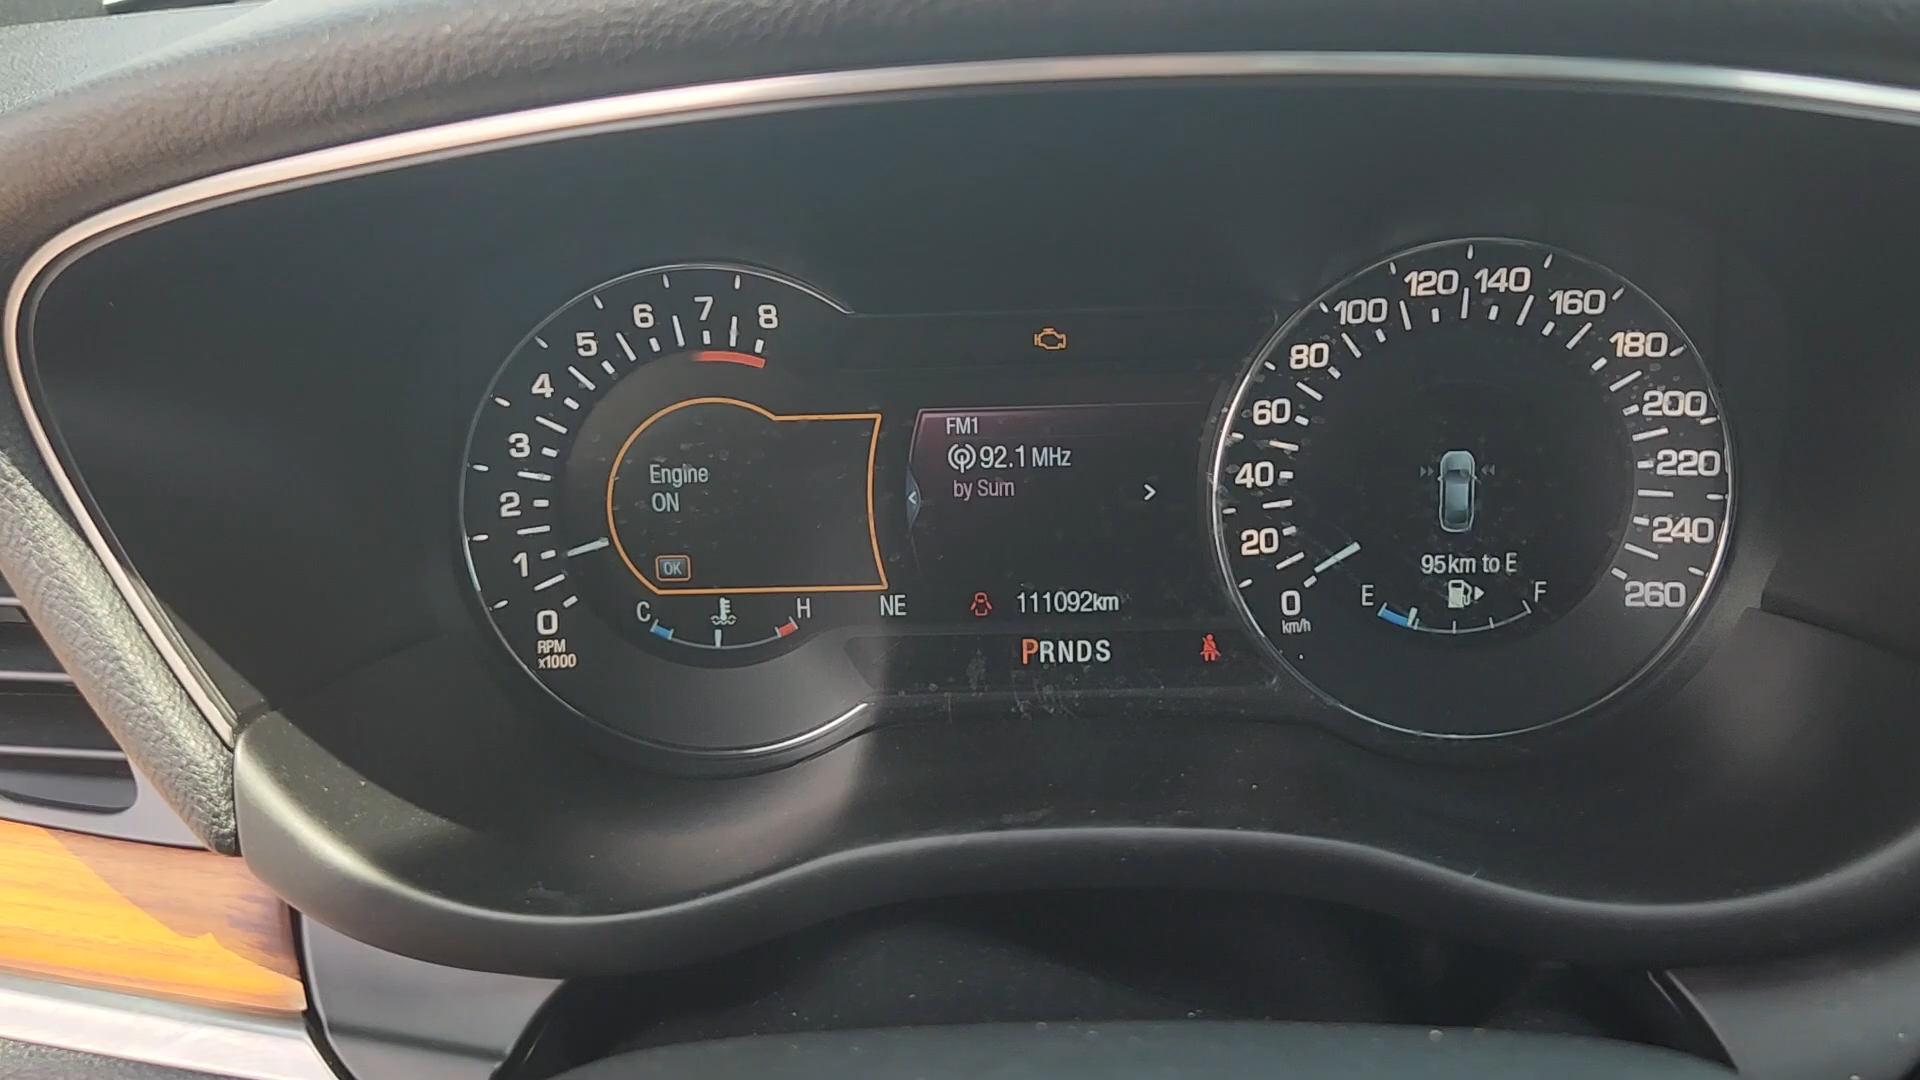 0
1
2
3
4
5
6
7
8
RPM
x1000
Engine
ON
OK
C
H
NE
FM1
92.1 MHz
by Sum
111092km
PRNDS
0
20
40
60
80
100
120
140
160
180
200
220
240
260
km/h
95km to E
E
F